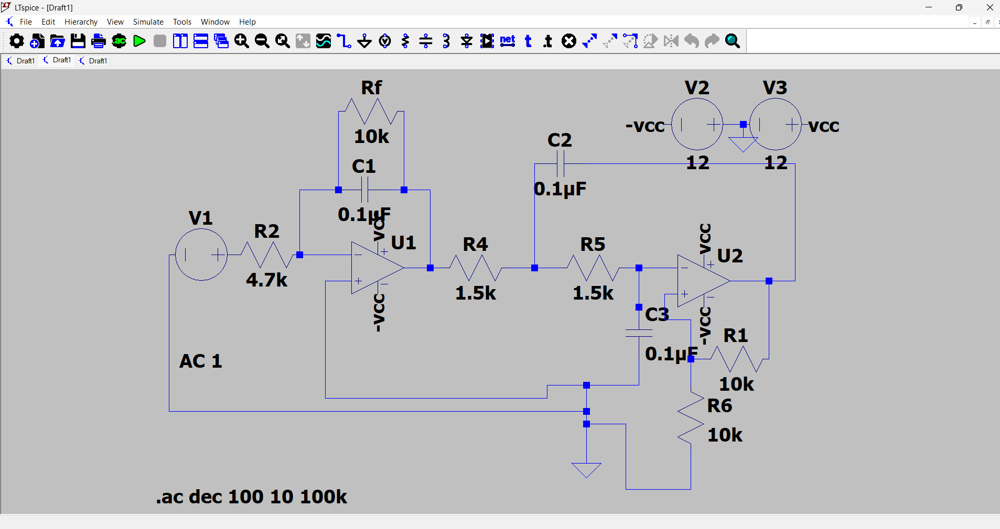 LTspice - [Draft1]
File Edit Hierarchy View Simulate Tools Window Help
.ac net t .t
Draft1 Draft1 Draft1
Rf
10k
C1
0.1µF
V1
R2
4.7k
AC 1
vcc
U1
-vcc
R4
1.5k
C2
0.1µF
R5
1.5k
V2
-vcc
12
V3
vcc
12
vcc
U2
-vcc
C3
0.1µF
R1
10k
R6
10k
.ac dec 100 10 100k